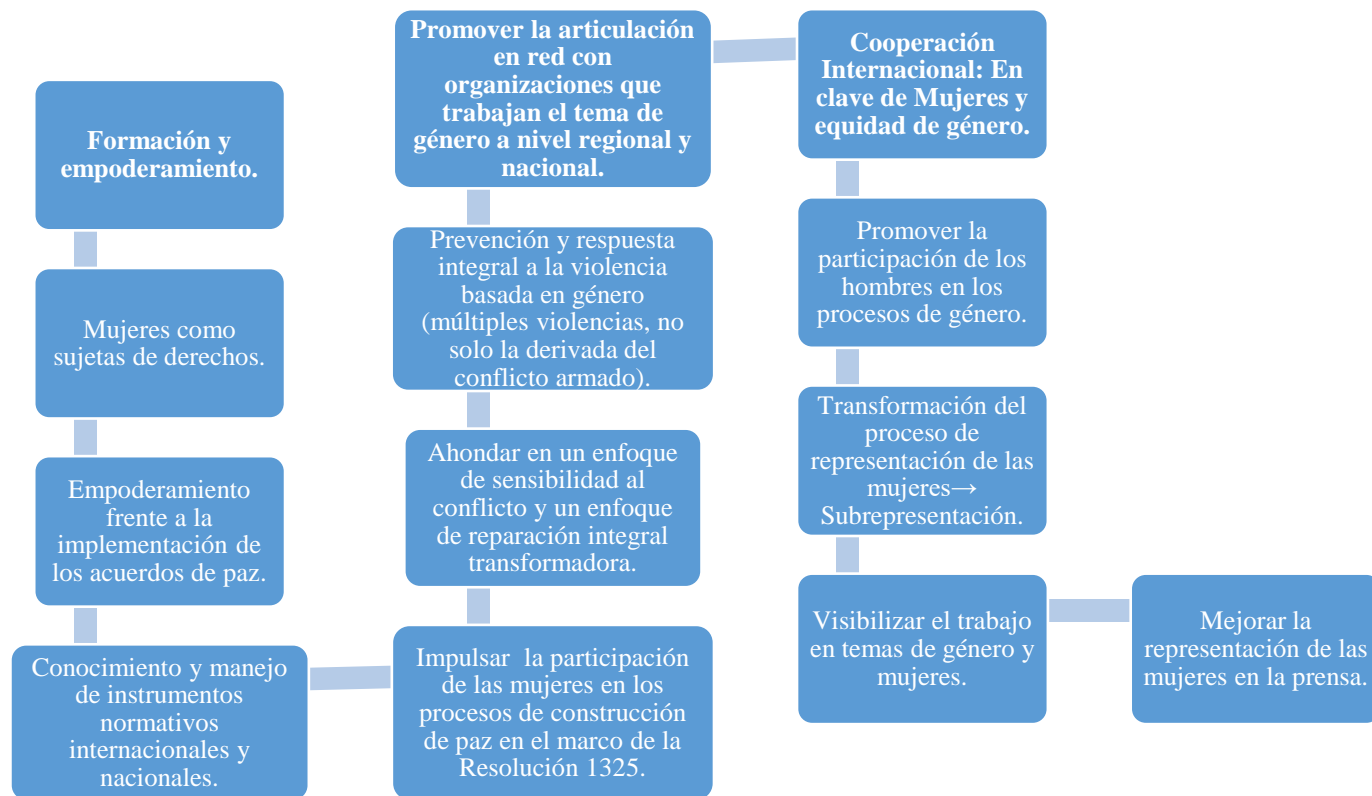 Formación y
empoderamiento.
Mujeres como
sujetas de derechos.
Empoderamiento
frente a la
implementación de
los acuerdos de paz.
Conocimiento y manejo
de instrumentos
normativos
internacionales y
nacionales.
Impulsar la participación
de las mujeres en los
procesos de construcción
de paz en el marco de la
Resolución 1325.
Ahondar en un enfoque
de sensibilidad al
conflicto y un enfoque
de reparación integral
transformadora.
Prevención y respuesta
integral a la violencia
basada en género
(múltiples violencias, no
solo la derivada del
conflicto armado).
Promover la articulación
en red con
organizaciones que
trabajan el tema de
género a nivel regional y
nacional.
Cooperación
Internacional: En
clave de Mujeres y
equidad de género.
Promover la
participación de los
hombres en los
procesos de género.
Transformación del
proceso de
representación de las
mujeres→
Subrepresentación.
Visibilizar el trabajo
en temas de género y
mujeres.
Mejorar la
representación de las
mujeres en la prensa.